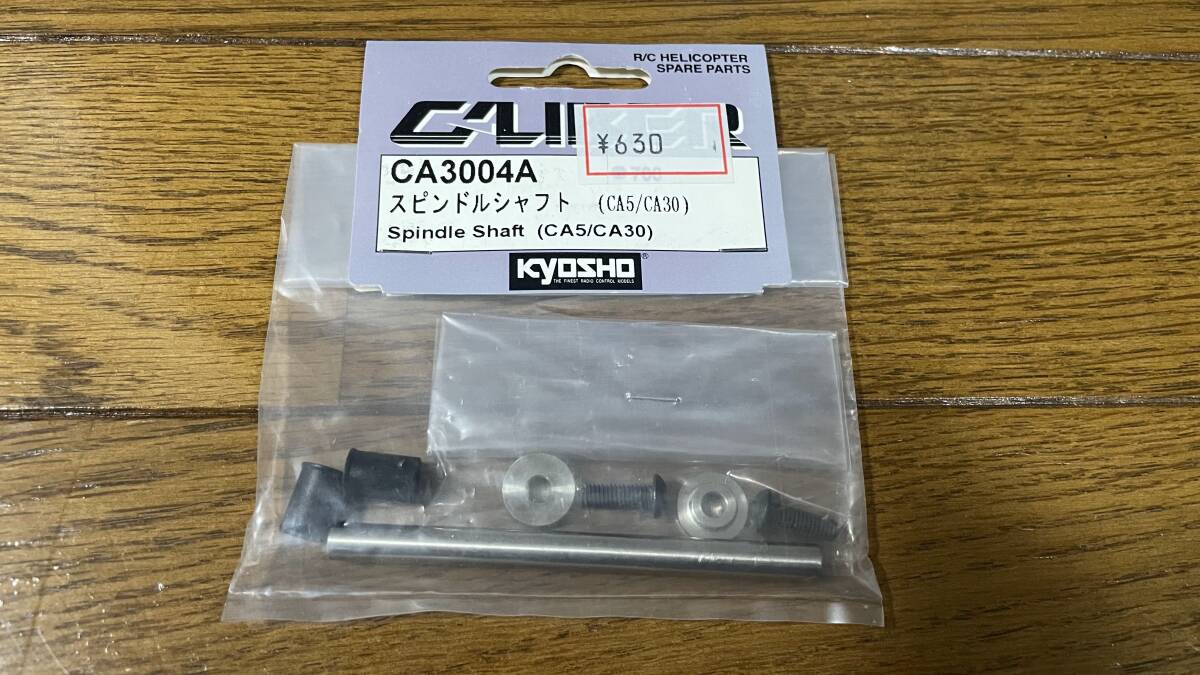 R/C HELICOPTER
SPARE PARTS
¥630
CA3004A
スピンドルシャフト (CA5/CA30)
Spindle Shaft (CA5/CA30)
KYOSHO®
THE FINEST RADIO CONTROL MODELS